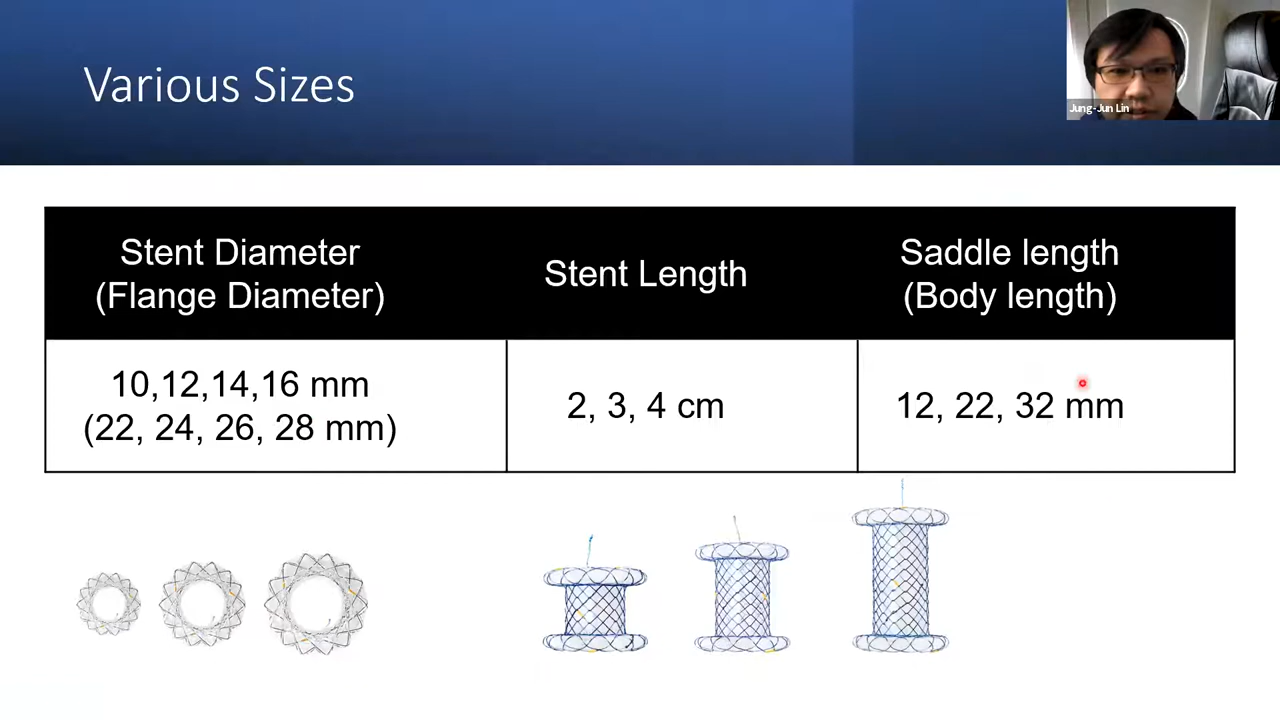 Various Sizes
Jung-Jun Lin
Stent Diameter
(Flange Diameter)
Stent Length
Saddle length
(Body length)
10,12,14,16 mm
(22, 24, 26, 28 mm)
2, 3, 4 cm
12, 22, 32 mm